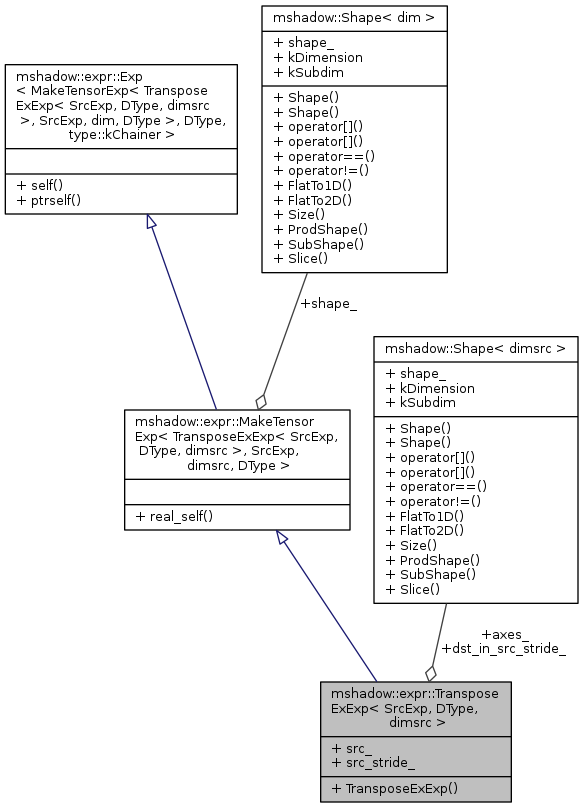 mshadow::Shape< dim >
+ shape_
+ kDimension
+ kSubdim
+ Shape()
+ Shape()
+ operator[]()
+ operator[]()
+ operator==()
+ operator!=()
+ FlatTo1D()
+ FlatTo2D()
+ Size()
+ ProdShape()
+ SubShape()
+ Slice()
mshadow::expr::Exp
< MakeTensorExp< Transpose
ExExp< SrcExp, DType, dimsrc
>, SrcExp, dim, DType >, DType,
type::kChainer >
+ self()
+ ptrself()
+shape_
mshadow::Shape< dimsrc >
+ shape_
+ kDimension
+ kSubdim
+ Shape()
+ Shape()
+ operator[]()
+ operator[]()
+ operator==()
+ operator!=()
+ FlatTo1D()
+ FlatTo2D()
+ Size()
+ ProdShape()
+ SubShape()
+ Slice()
mshadow::expr::MakeTensor
Exp< TransposeExExp< SrcExp,
DType, dimsrc >, SrcExp,
dimsrc, DType >
+ real_self()
+axes_
+dst_in_src_stride_
mshadow::expr::Transpose
ExExp< SrcExp, DType,
dimsrc >
+ src_
+ src_stride_
+ TransposeExExp()